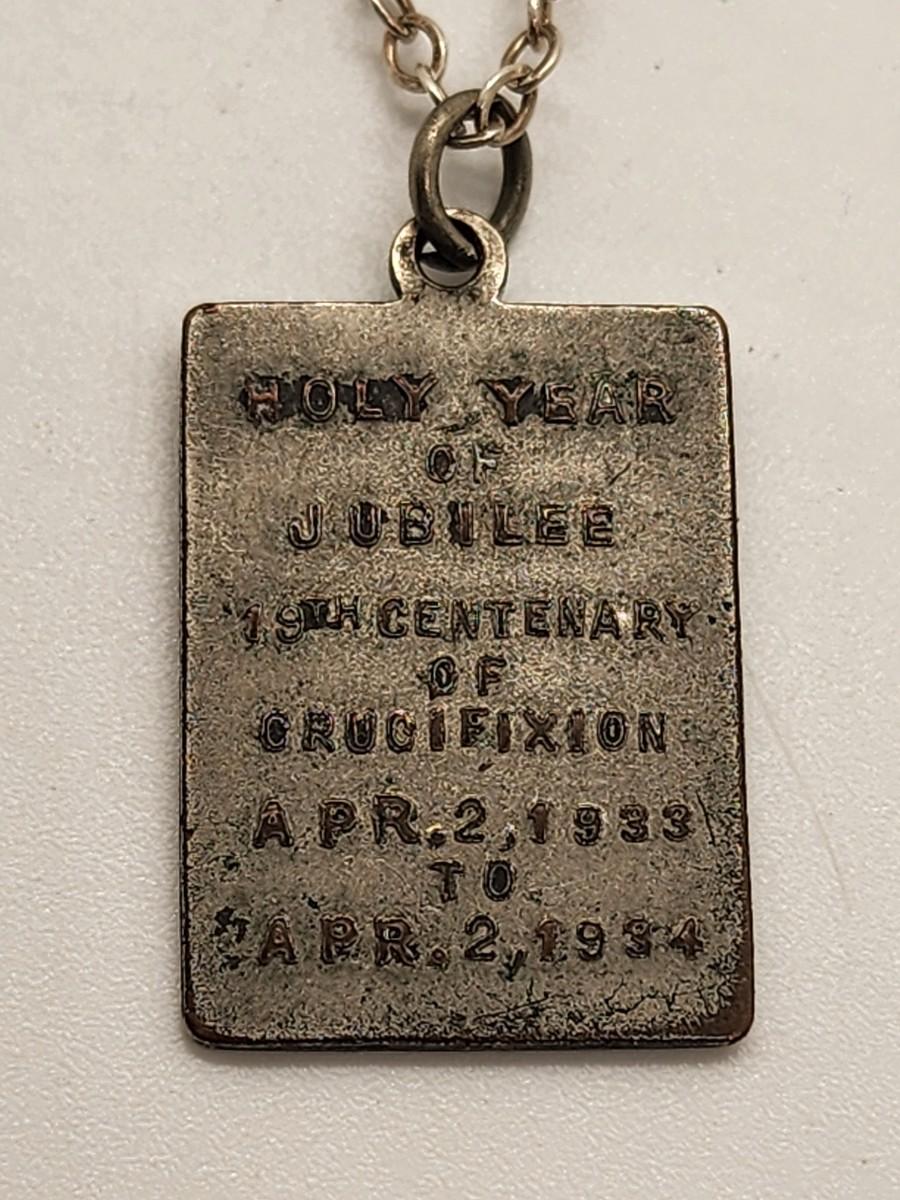 HOLY YEAR
OF
JUBILEE
19TH CENTENARY
OF
CRUCIFIXION
APR.2,1933
TO
APR.2,1934